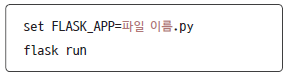 set FLASK_APP=파일 이름.py
flask run